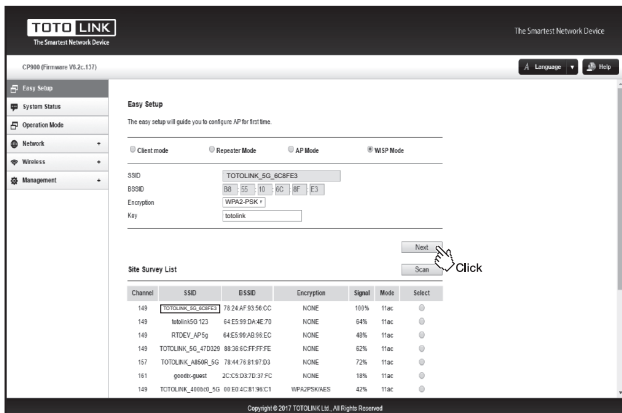 TOTO LINK
The Smartest Network Device
The Smartest Network Device
CP900 (Firmware V6.2c.137)
Language
Help
Easy Setup
System Status
Operation Mode
Network +
Wireless +
Management +
Easy Setup
The easy setup will guide you to configure AP for first time.
Client mode Repeater Mode AP Mode WISP Mode
SSID TOTOLINK_5G_6C8FE3
BSSID B8 : 55 : 10 : 6C : 8F : E3
Encryption WPA2-PSK
Key totolink
Next
Click
Site Survey List Scan
Channel SSID BSSID Encryption Signal Mode Select
149 TOTOLINK_5G_6C8FE3 78:24:AF:93:58:CC NONE 100% 11ac
149 totolink5G 123 64:E5:99:DA:4E:70 NONE 64% 11ac
149 RTDEV_AP5g 64:E5:99:AB:96:EC NONE 48% 11ac
149 TOTOLINK_5G_47D329 88:36:6C:FF:FF:FE NONE 62% 11ac
157 TOTOLINK_A850R_5G 78:44:76:81:97:D3 NONE 72% 11ac
161 goodix-guest 2C:C5:D3:7D:37:FC NONE 18% 11ac
149 TOTOLINK_4006c0_5G 00:E0:4C:81:96:C1 WPA2PSK/AES 42% 11ac
Copyright © 2017 TOTOLINK Ltd., All Rights Reserved